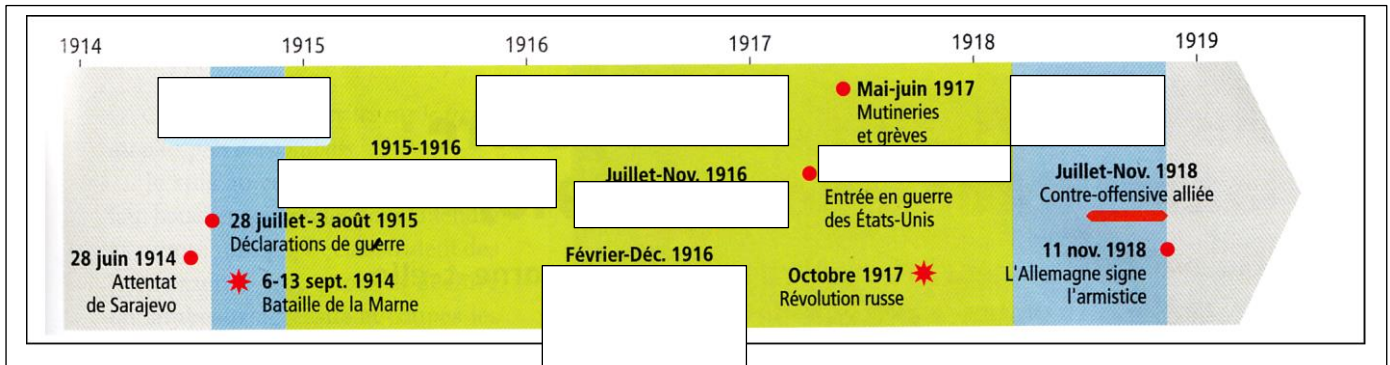 1914 1915 1916 1917 1918 1919
Mai-juin 1917
Mutineries
et grèves
1915-1916
Juillet-Nov. 1916
Entrée en guerre
des États-Unis
Juillet-Nov. 1918
Contre-offensive alliée
28 juillet-3 août 1915
Déclarations de guerre
28 juin 1914
Attentat
de Sarajevo
6-13 sept. 1914
Bataille de la Marne
Février-Déc. 1916
Octobre 1917
Révolution russe
11 nov. 1918
L'Allemagne signe
l'armistice